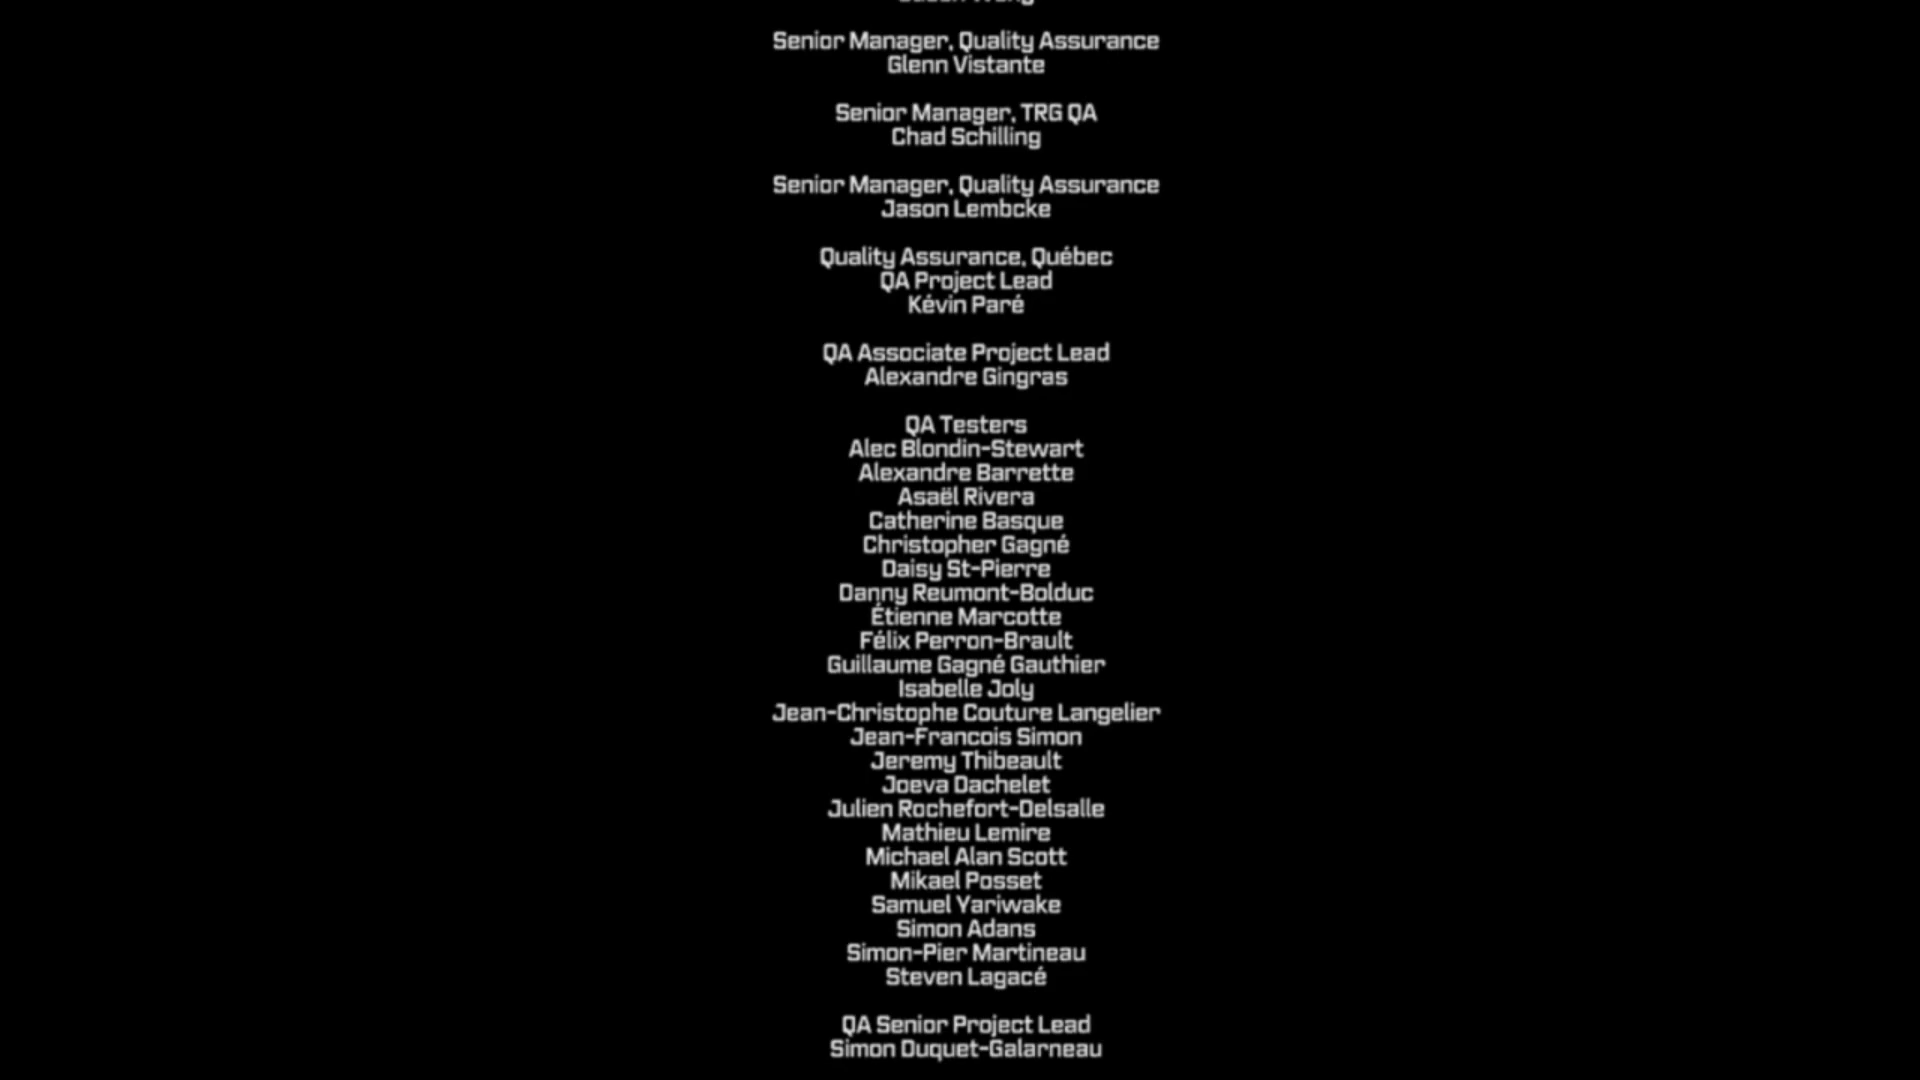 Senior Manager, Quality Assurance
Glenn Vistante
Senior Manager, TRG QA
Chad Schilling
Senior Manager, Quality Assurance
Jason Lembcke
Quality Assurance, Québec
QA Project Lead
Kévin Paré
QA Associate Project Lead
Alexandre Gingras
QA Testers
Alec Blondin-Stewart
Alexandre Barrette
Asaël Rivera
Catherine Basque
Christopher Gagné
Daisy St-Pierre
Danny Reumont-Bolduc
Étienne Marcotte
Félix Perron-Brault
Guillaume Gagné Gauthier
Isabelle Joly
Jean-Christophe Couture Langelier
Jean-Francois Simon
Jeremy Thibeault
Joeva Dachelet
Julien Rochefort-Delsalle
Mathieu Lemire
Michael Alan Scott
Mikael Posset
Samuel Yariwake
Simon Adans
Simon-Pier Martineau
Steven Lagacé
QA Senior Project Lead
Simon Duquet-Galarneau